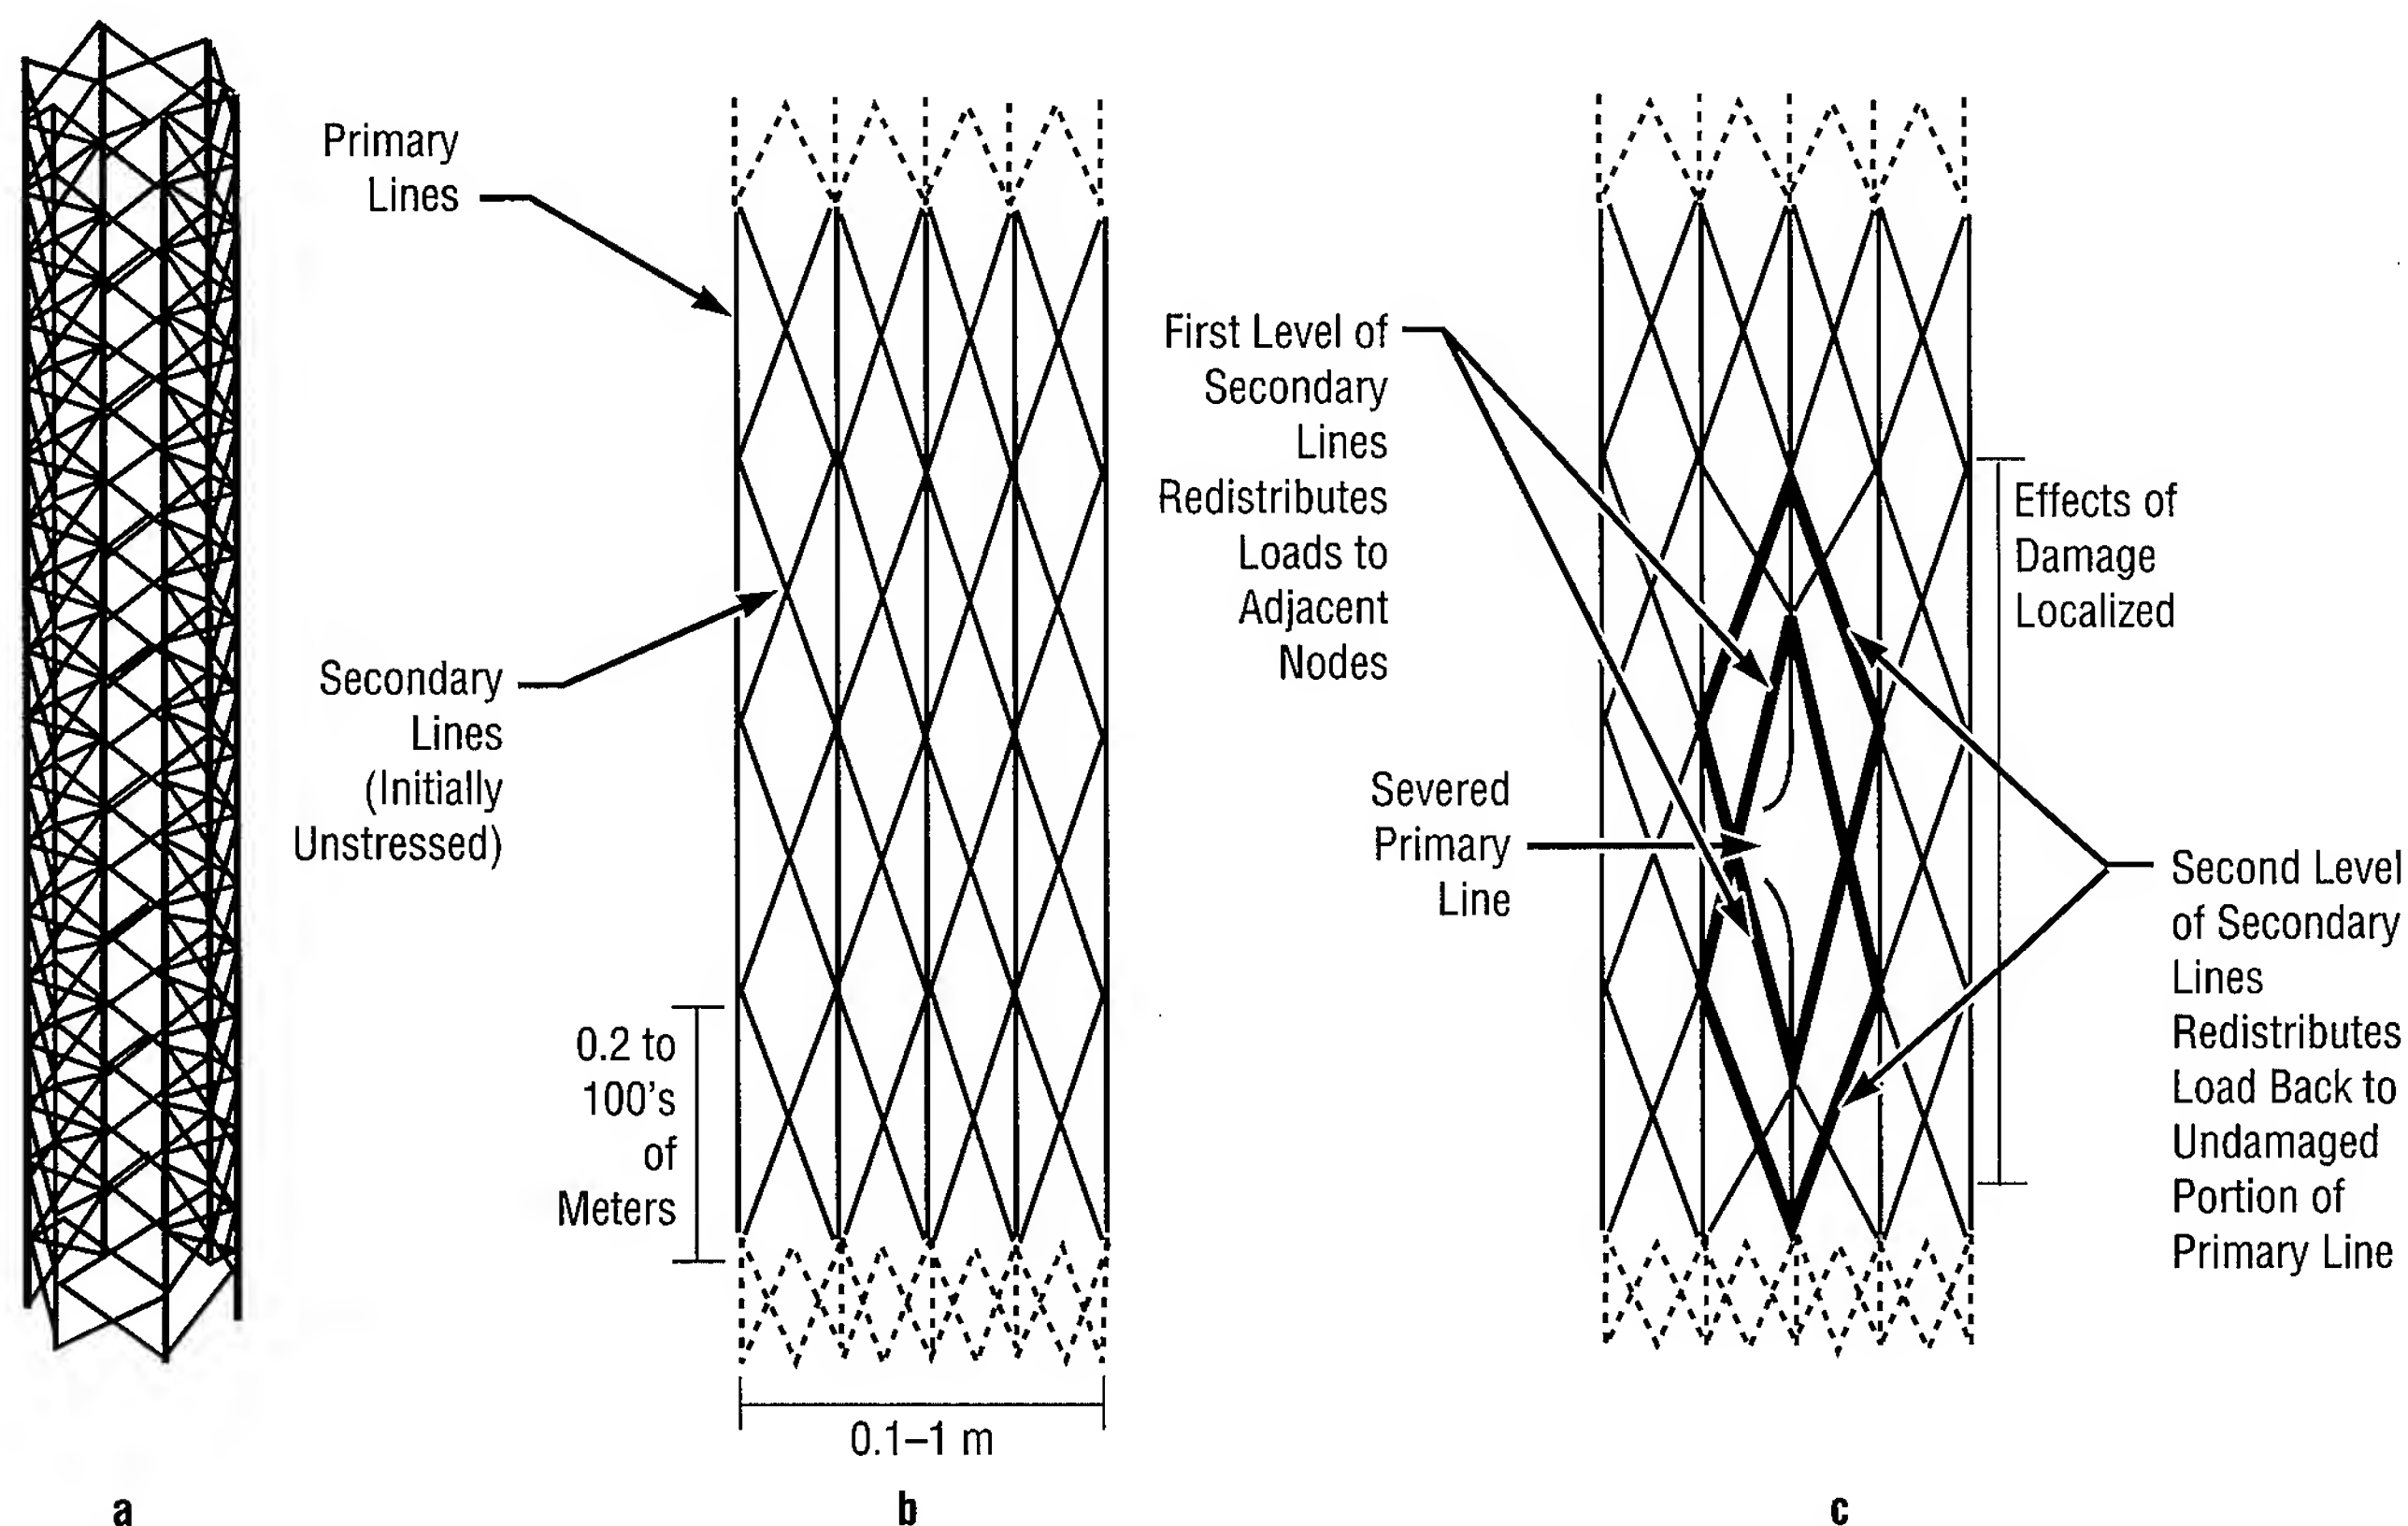 Primary
Lines
Secondary
Lines
(Initially
Unstressed)
0.2 to
100's
of
Meters
0.1–1 m
First Level of
Secondary
Lines
Redistributes
Loads to
Adjacent
Nodes
Severed
Primary
Line
Effects of
Damage
Localized
Second Level
of Secondary
Lines
Redistributes
Load Back to
Undamaged
Portion of
Primary Line
a
b
c